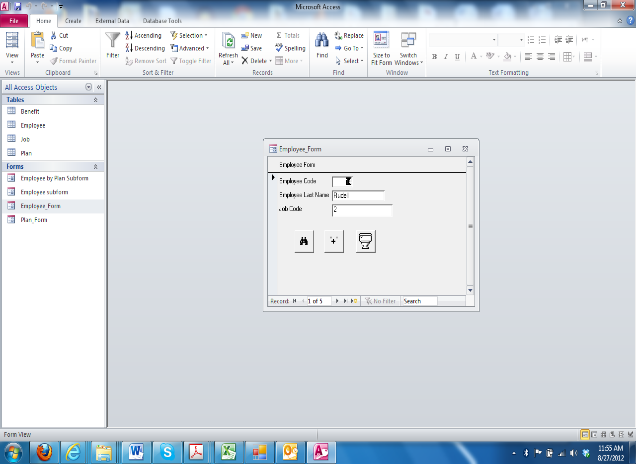 Microsoft Access
File Home Create External Data Database Tools
View
Views
Paste
Cut
Copy
Format Painter
Clipboard
Filter
Ascending
Descending
Remove Sort
Selection
Advanced
Toggle Filter
Sort & Filter
Refresh All
New
Save
Delete
Totals
Spelling
More
Records
Find
Replace
Go To
Select
Find
Size to Fit Form
Switch Windows
Window
B I U
Text Formatting
All Access Objects
Tables
Benefit
Employee
Job
Plan
Forms
Employee by Plan Subform
Employee subform
Employee_Form
Plan_Form
Employee_Form
Employee Form
Employee Code
Employee Last Name
Job Code 2
Record: 1 of 5 No Filter Search
Form View
11:55 AM
8/27/2012